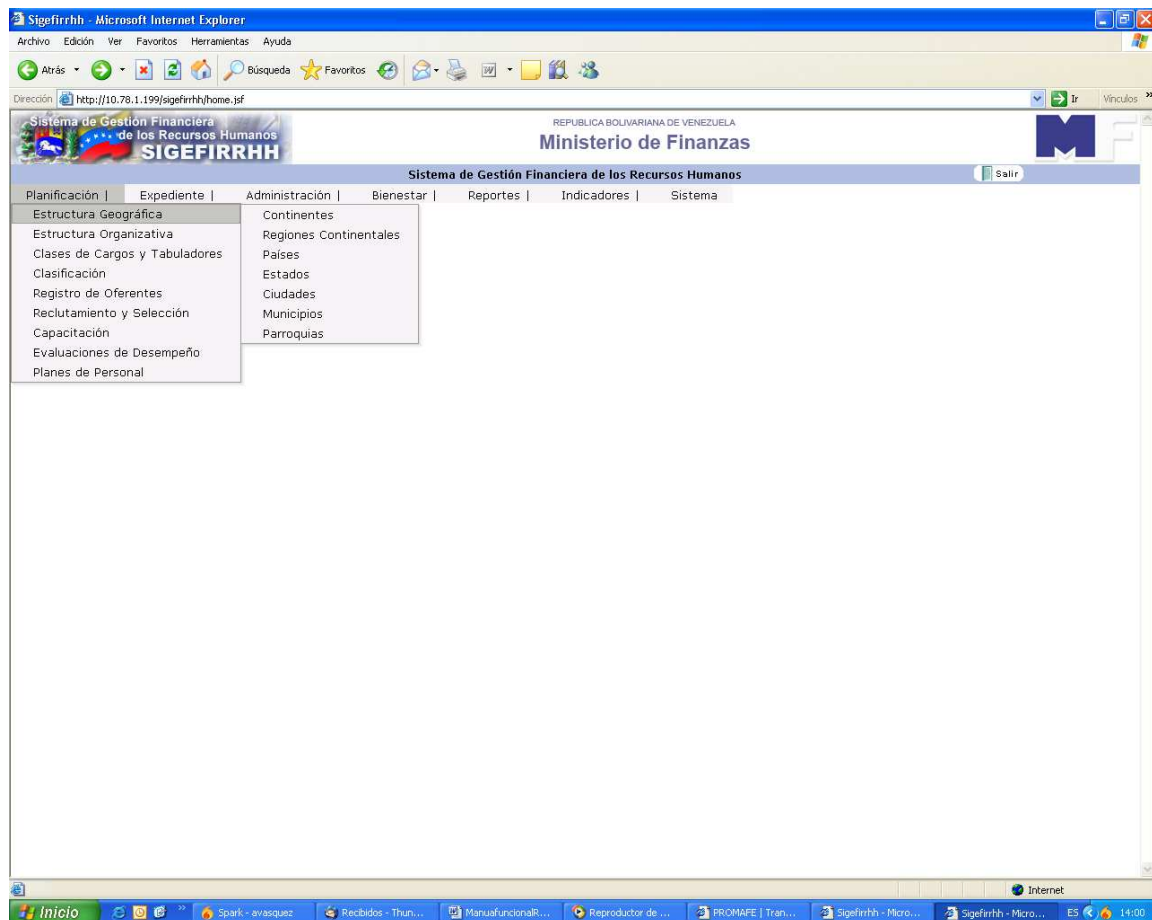 Sigefirrhh - Microsoft Internet Explorer
Archivo Edición Ver Favoritos Herramientas Ayuda
Atrás Búsqueda Favoritos
Dirección http://10.78.1.199/sigefirrhh/home.jsf Ir Vínculos »
Sistema de Gestión Financiera
de los Recursos Humanos
SIGEFIRRHH
REPUBLICA BOLIVARIANA DE VENEZUELA
Ministerio de Finanzas
MF
Sistema de Gestión Financiera de los Recursos Humanos
Salir
Planificación | Expediente | Administración | Bienestar | Reportes | Indicadores | Sistema
Estructura Geográfica
Estructura Organizativa
Clases de Cargos y Tabuladores
Clasificación
Registro de Oferentes
Reclutamiento y Selección
Capacitación
Evaluaciones de Desempeño
Planes de Personal
Continentes
Regiones Continentales
Países
Estados
Ciudades
Municipios
Parroquias
Internet
Inicio » Spark - avasquez Recibidos - Thun... ManuafuncionalR... Reproductor de ... PROMAFE | Tran... Sigefirrhh - Micro... Sigefirrhh - Micro... ES 14:00